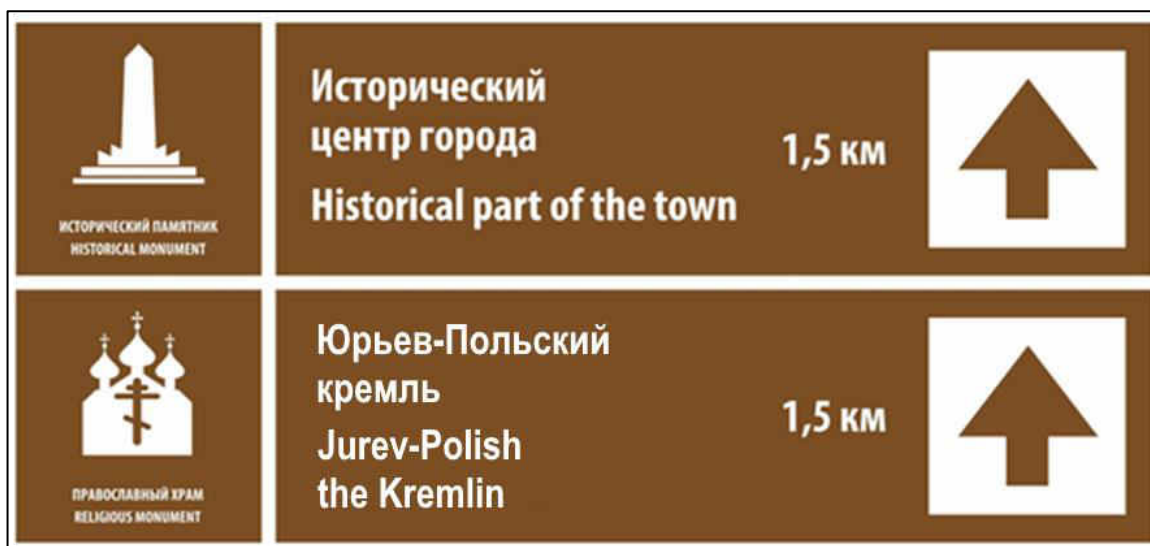 ИСТОРИЧЕСКИЙ ПАМЯТНИК
HISTORICAL MONUMENT
Исторический
центр города
Historical part of the town
1,5 км
ПРАВОСЛАВНЫЙ ХРАМ
RELIGIOUS MONUMENT
Юрьев-Польский
кремль
Jurev-Polish
the Kremlin
1,5 км